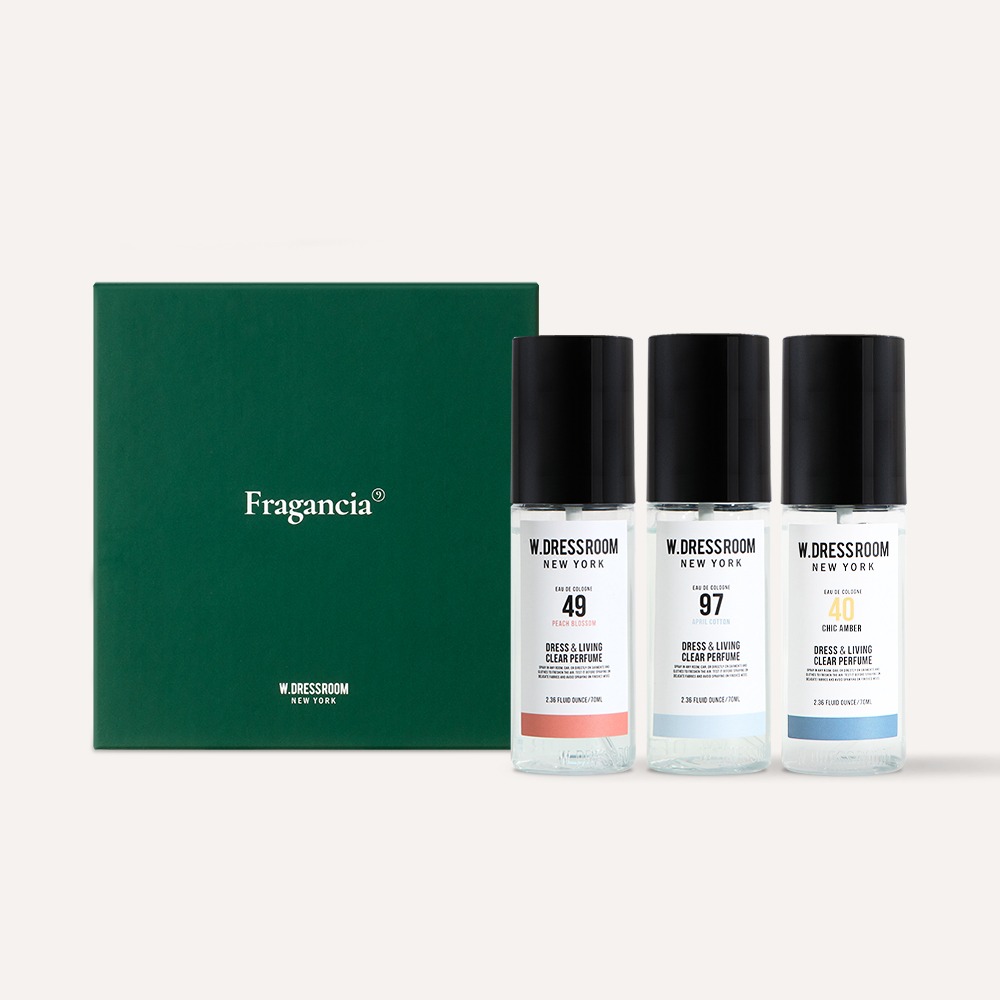 Fragancia
W.DRESSROOM
NEW YORK
W.DRESSROOM
NEW YORK
EAU DE COLOGNE
49
PEACH BLOSSOM
DRESS & LIVING
CLEAR PERFUME
2.36 FLUID OUNCE/70ML
W.DRESSROOM
NEW YORK
EAU DE COLOGNE
97
APRIL COTTON
DRESS & LIVING
CLEAR PERFUME
2.36 FLUID OUNCE/70ML
W.DRESSROOM
NEW YORK
EAU DE COLOGNE
40
CHIC AMBER
DRESS & LIVING
CLEAR PERFUME
2.36 FLUID OUNCE/70ML